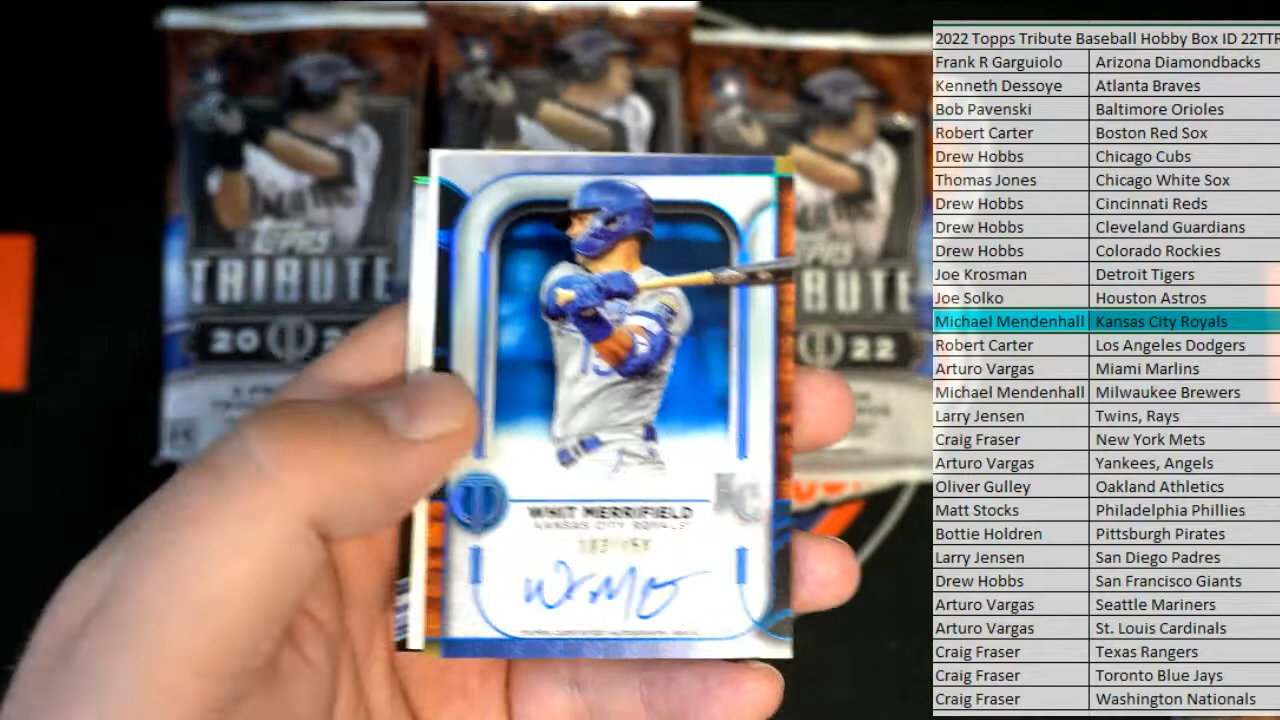 TOPPS
TRIBUTE
20 2
BUTE
22
WHIT MERRIFIELD
KANSAS CITY ROYALS
KC
2022 Topps Tribute Baseball Hobby Box ID 22TTR
Frank R Garguiolo Arizona Diamondbacks
Kenneth Dessoye Atlanta Braves
Bob Pavenski Baltimore Orioles
Robert Carter Boston Red Sox
Drew Hobbs Chicago Cubs
Thomas Jones Chicago White Sox
Drew Hobbs Cincinnati Reds
Drew Hobbs Cleveland Guardians
Drew Hobbs Colorado Rockies
Joe Krosman Detroit Tigers
Joe Solko Houston Astros
Michael Mendenhall Kansas City Royals
Robert Carter Los Angeles Dodgers
Arturo Vargas Miami Marlins
Michael Mendenhall Milwaukee Brewers
Larry Jensen Twins, Rays
Craig Fraser New York Mets
Arturo Vargas Yankees, Angels
Oliver Gulley Oakland Athletics
Matt Stocks Philadelphia Phillies
Bottie Holdren Pittsburgh Pirates
Larry Jensen San Diego Padres
Drew Hobbs San Francisco Giants
Arturo Vargas Seattle Mariners
Arturo Vargas St. Louis Cardinals
Craig Fraser Texas Rangers
Craig Fraser Toronto Blue Jays
Craig Fraser Washington Nationals